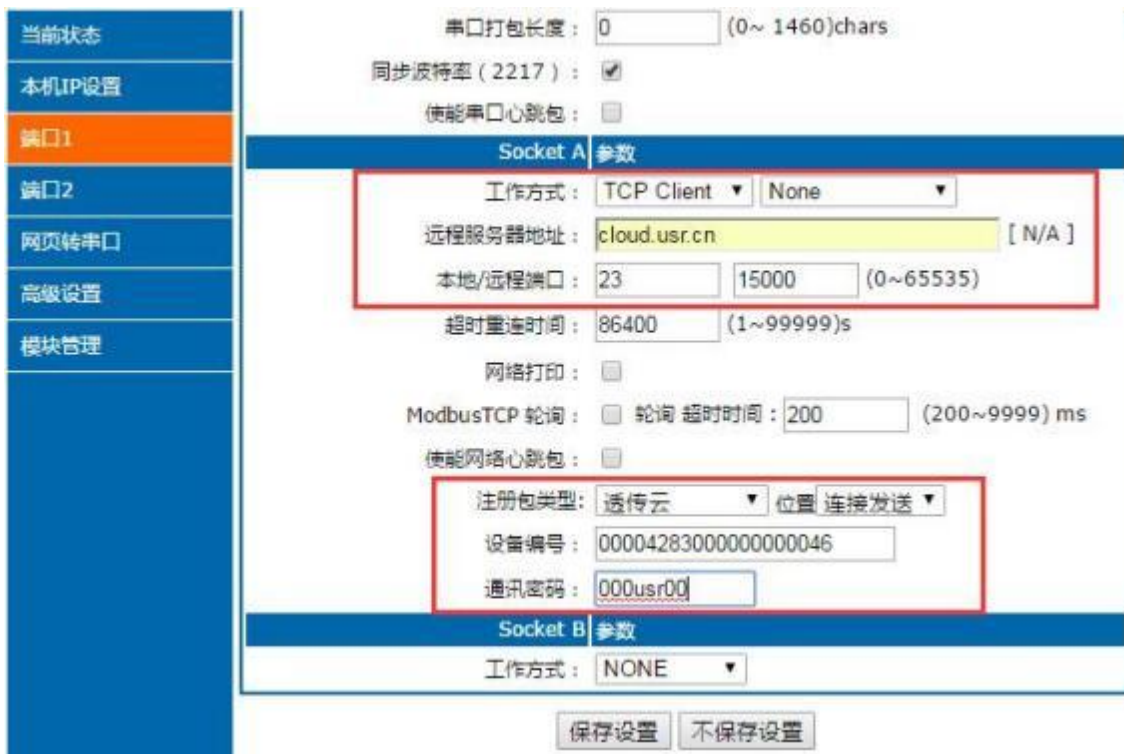 当前状态
本机IP设置
端口1
端口2
网页转串口
高级设置
模块管理
串口打包长度： 0 (0~ 1460)chars
同步波特率（2217）：
使能串口心跳包：
Socket A 参数
工作方式： TCP Client None
远程服务器地址： cloud.usr.cn [ N/A ]
本地/远程端口： 23 15000 (0~65535)
超时重连时间： 86400 (1~99999)s
网络打印：
ModbusTCP 轮询： 轮询 超时时间：200 (200~9999) ms
使能网络心跳包：
注册包类型: 透传云 位置 连接发送
设备编号： 00004283000000000046
通讯密码： 000usr00
Socket B 参数
工作方式： NONE
保存设置 不保存设置